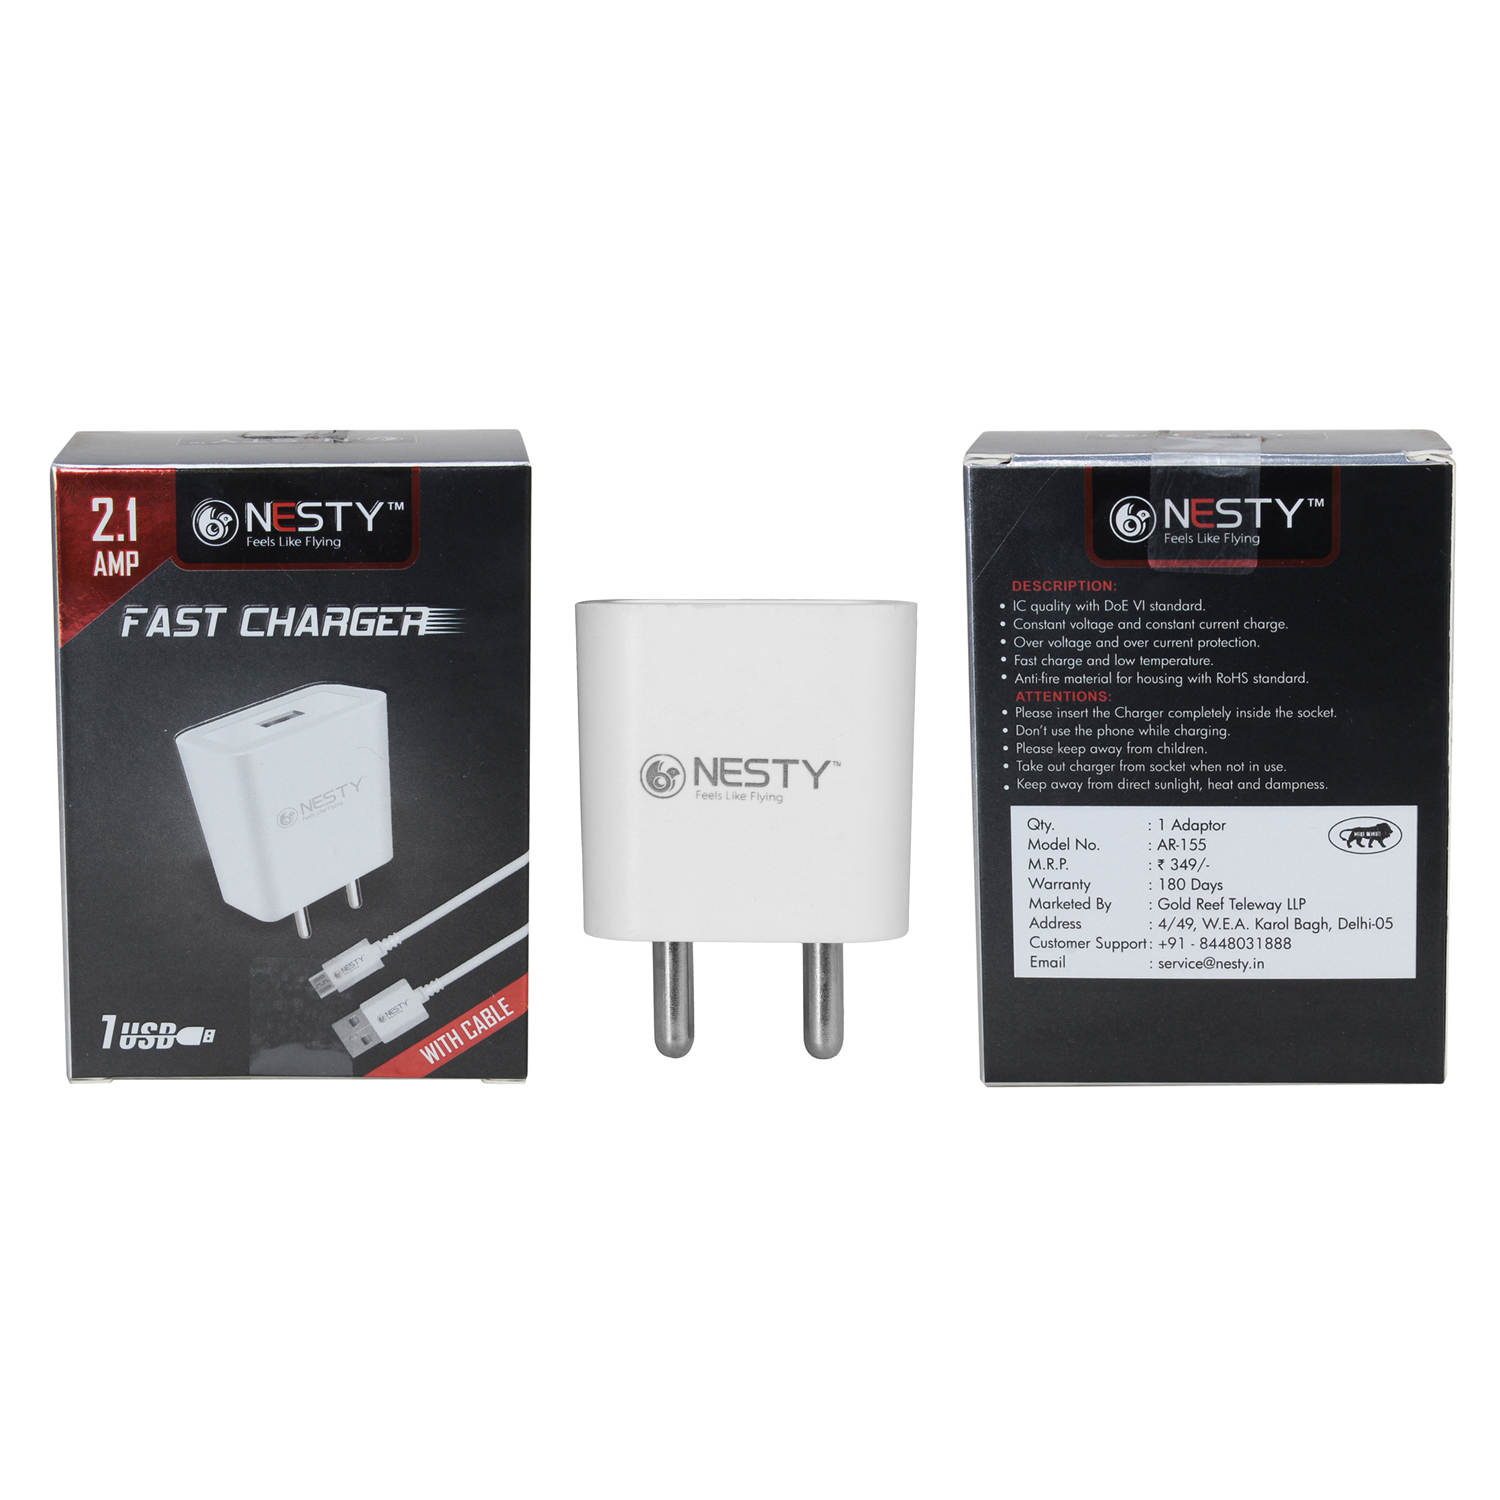 2.1
AMP
NESTY™
Feels Like Flying
FAST CHARGER
NESTY
Feels Like Flying
NESTY
NESTY
1 USB
WITH CABLE
NESTY™
Feels Like Flying
NESTY™
Feels Like Flying
DESCRIPTION:
• IC quality with DoE VI standard.
• Constant voltage and constant current charge.
• Over voltage and over current protection.
• Fast charge and low temperature.
• Anti-fire material for housing with RoHS standard.
ATTENTIONS:
• Please insert the Charger completely inside the socket.
• Don't use the phone while charging.
• Please keep away from children.
• Take out charger from socket when not in use.
• Keep away from direct sunlight, heat and dampness.
Qty. : 1 Adaptor
Model No. : AR-155
M.R.P. : ₹ 349/-
Warranty : 180 Days
Marketed By : Gold Reef Teleway LLP
Address : 4/49, W.E.A. Karol Bagh, Delhi-05
Customer Support : +91 - 8448031888
Email : service@nesty.in